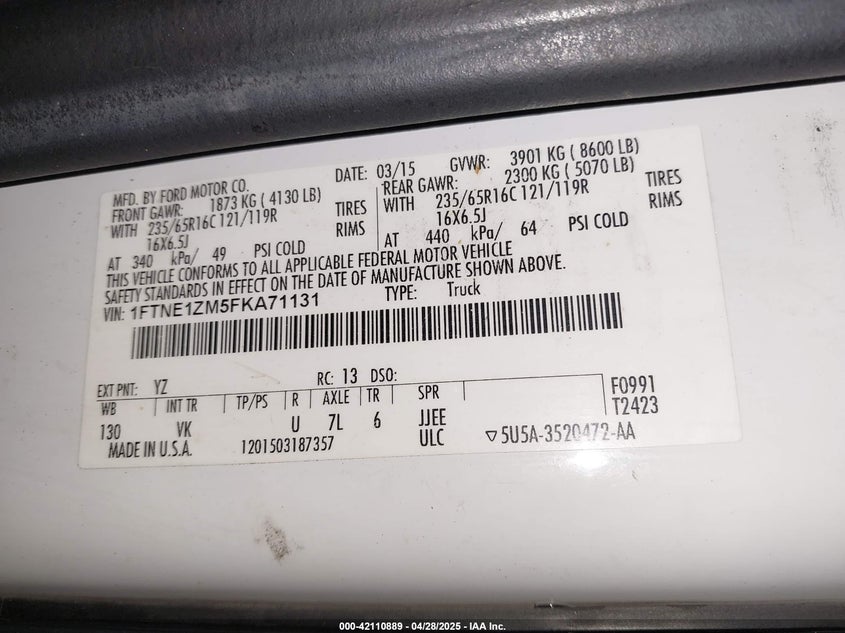 MFD. BY FORD MOTOR CO. DATE: 03/15 GVWR: 3901 KG ( 8600 LB)
FRONT GAWR: 1873 KG ( 4130 LB) REAR GAWR: 2300 KG ( 5070 LB)
WITH 235/65R16C 121/119R TIRES WITH 235/65R16C 121/119R TIRES
16X6.5J RIMS 16X6.5J RIMS
AT 340 kPa/ 49 PSI COLD AT 440 kPa/ 64 PSI COLD
THIS VEHICLE CONFORMS TO ALL APPLICABLE FEDERAL MOTOR VEHICLE
SAFETY STANDARDS IN EFFECT ON THE DATE OF MANUFACTURE SHOWN ABOVE.
VIN: 1FTNE1ZM5FKA71131 TYPE: Truck
EXT PNT: YZ RC: 13 DSO: F0991
WB INT TR TP/PS R AXLE TR SPR T2423
130 VK U 7L 6 JJEE
MADE IN U.S.A. 1201503187357 ULC ▽5U5A-3520472-AA
000-42110889 - 04/28/2025 - IAA Inc.